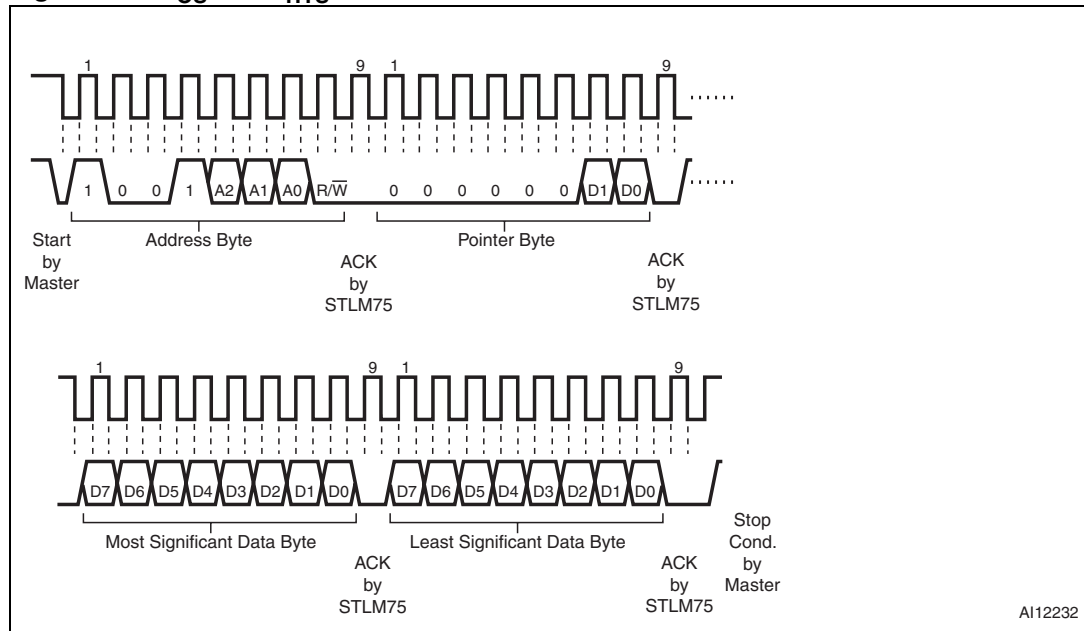 1 9 1 9
1 0 0 1 A2 A1 A0 R/W̅ 0 0 0 0 0 0 D1 D0
Start by Master
Address Byte
ACK by STLM75
Pointer Byte
ACK by STLM75
1 9 1 9
D7 D6 D5 D4 D3 D2 D1 D0 D7 D6 D5 D4 D3 D2 D1 D0
Most Significant Data Byte
ACK by STLM75
Least Significant Data Byte
ACK by STLM75
Stop Cond. by Master
AI12232